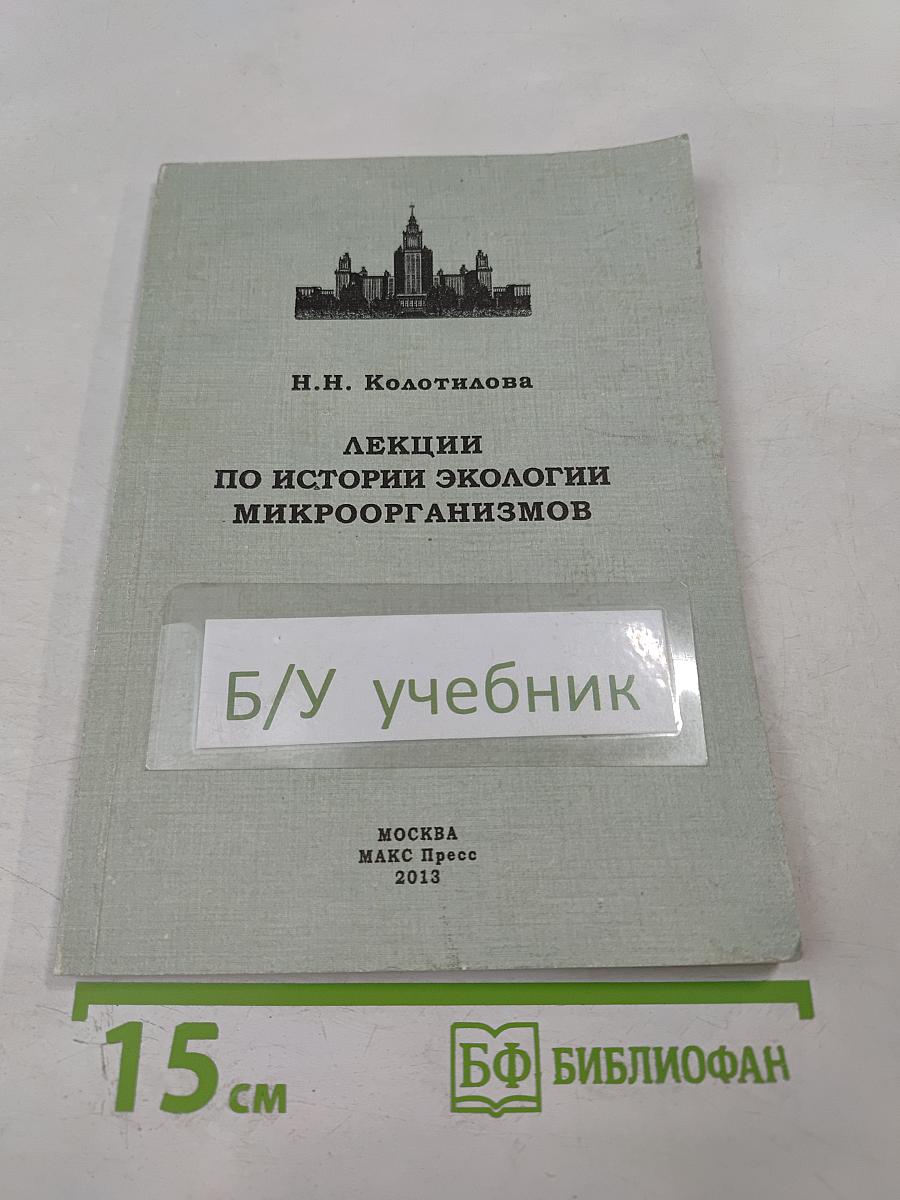 Н.Н. Колотилова
ЛЕКЦИИ
ПО ИСТОРИИ ЭКОЛОГИИ
МИКРООРГАНИЗМОВ
Б/У учебник
МОСКВА
МАКС Пресс
2013
15 см
БФ БИБЛИОФАН